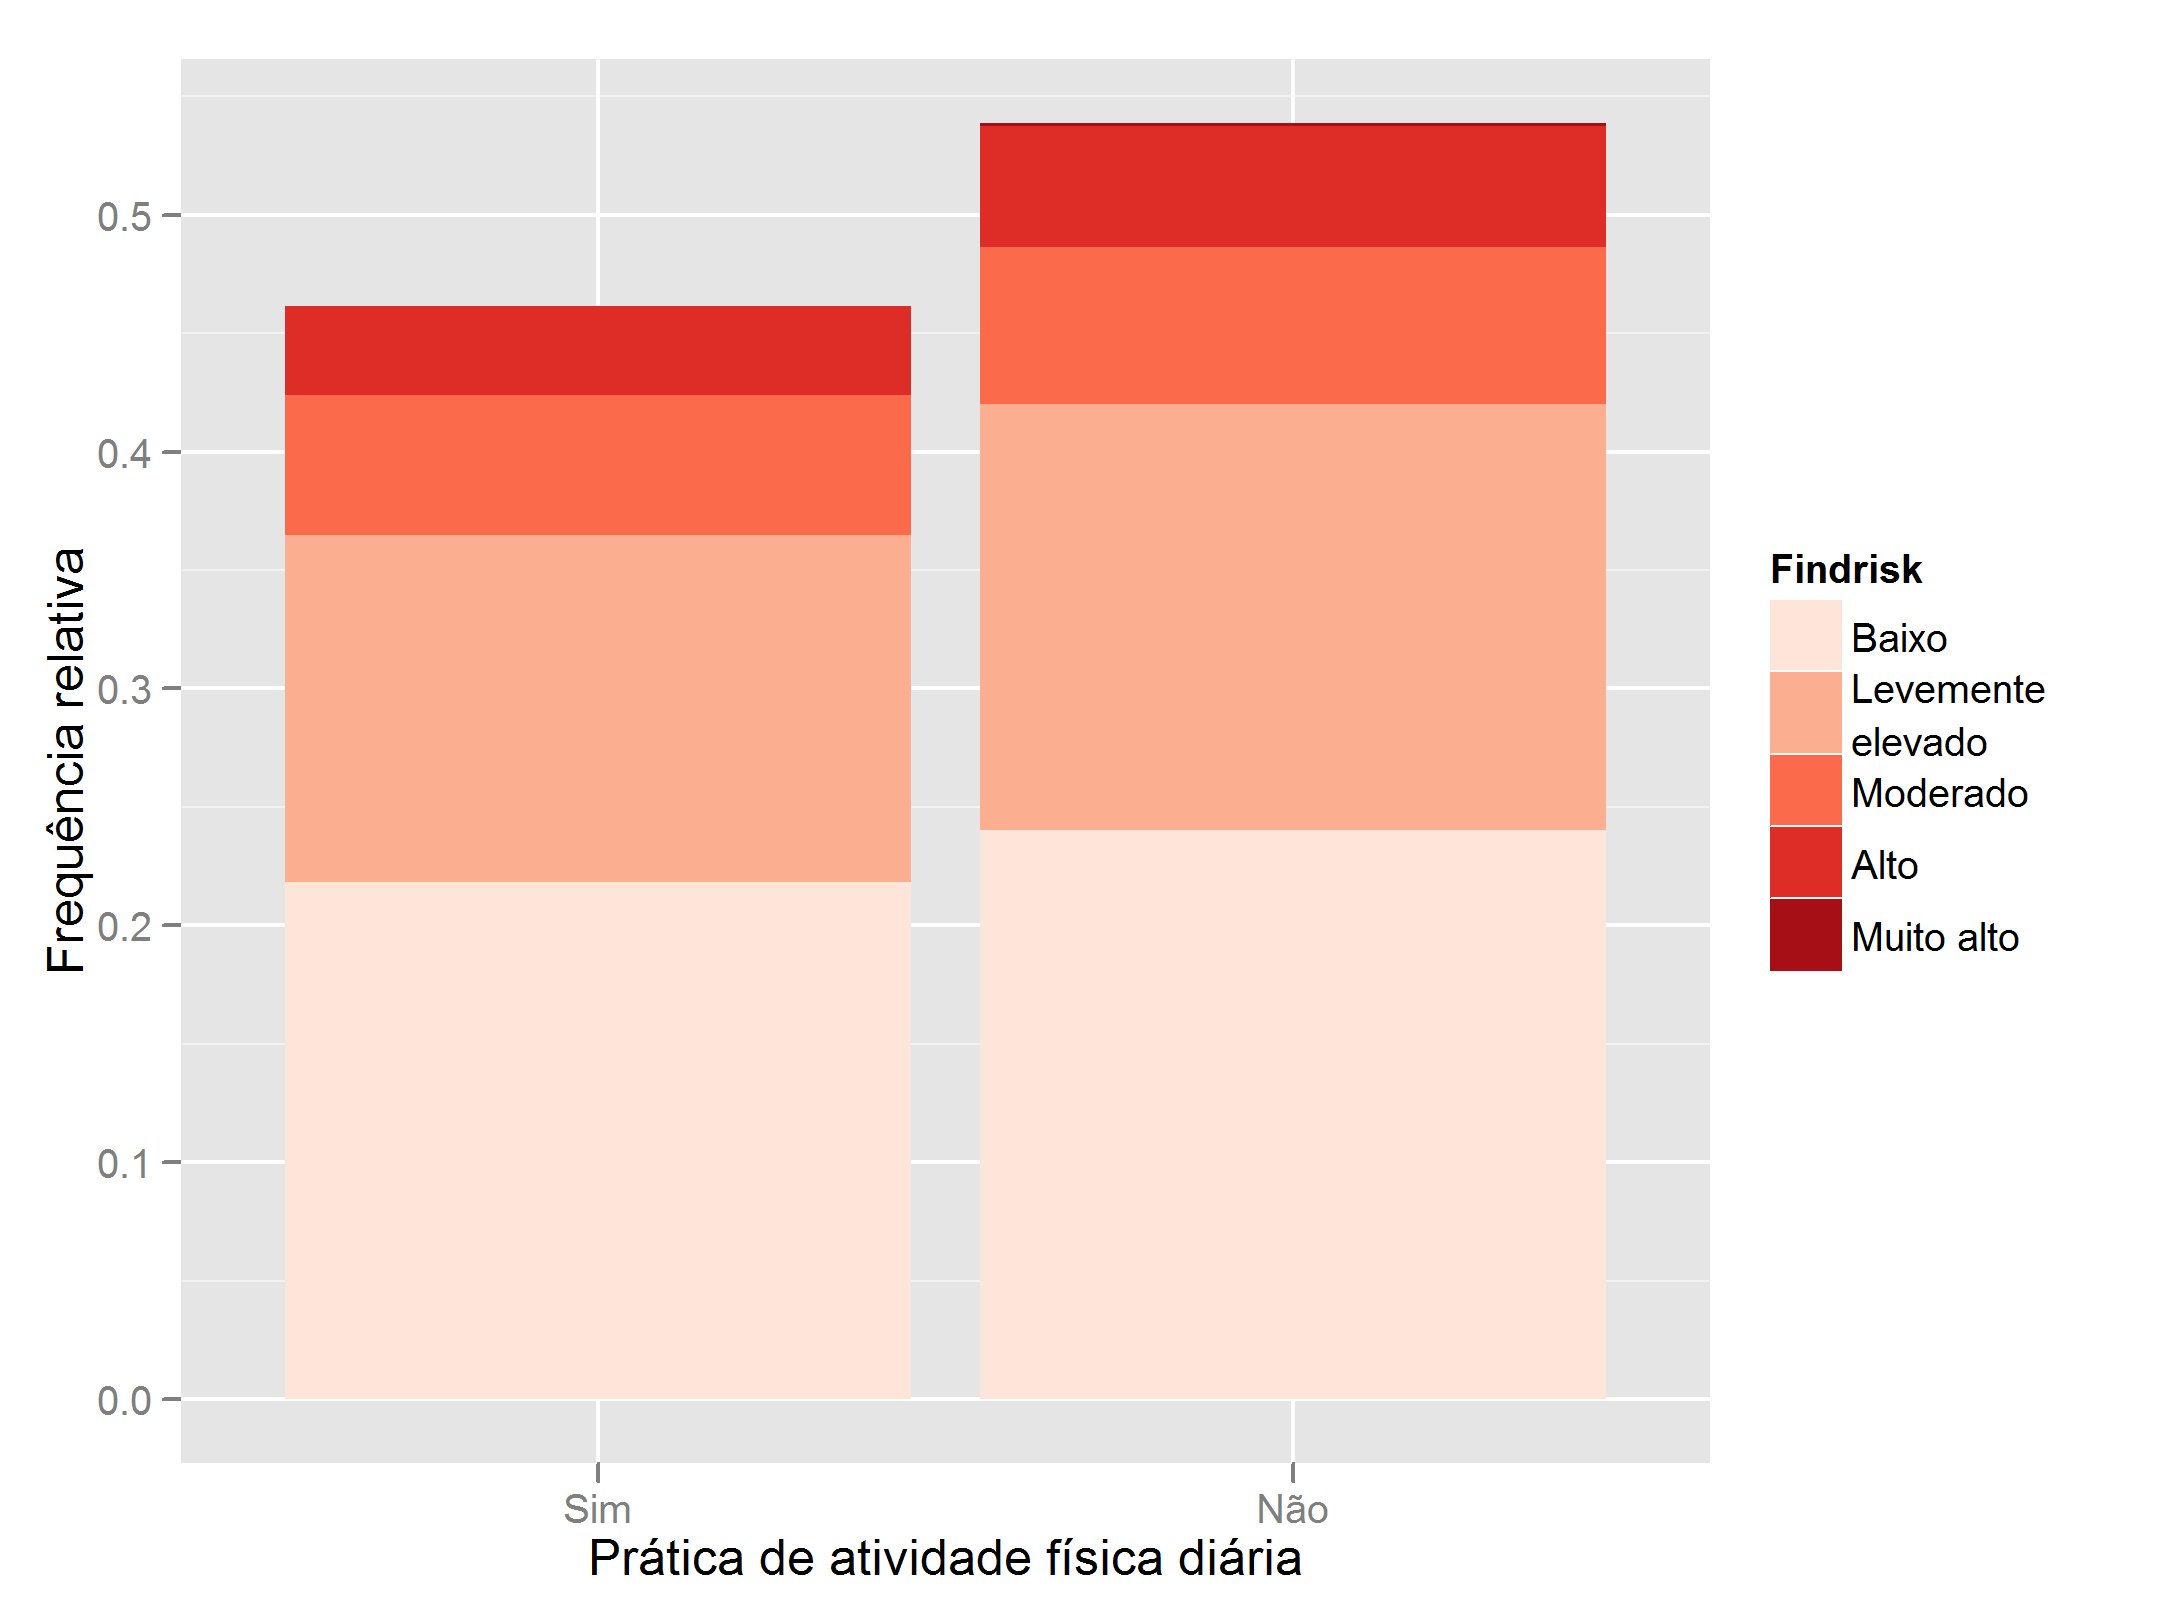 Frequência relativa
0.5
0.4
0.3
0.2
0.1
0.0
Sim
Não
Prática de atividade física diária
Findrisk
Baixo
Levemente
elevado
Moderado
Alto
Muito alto